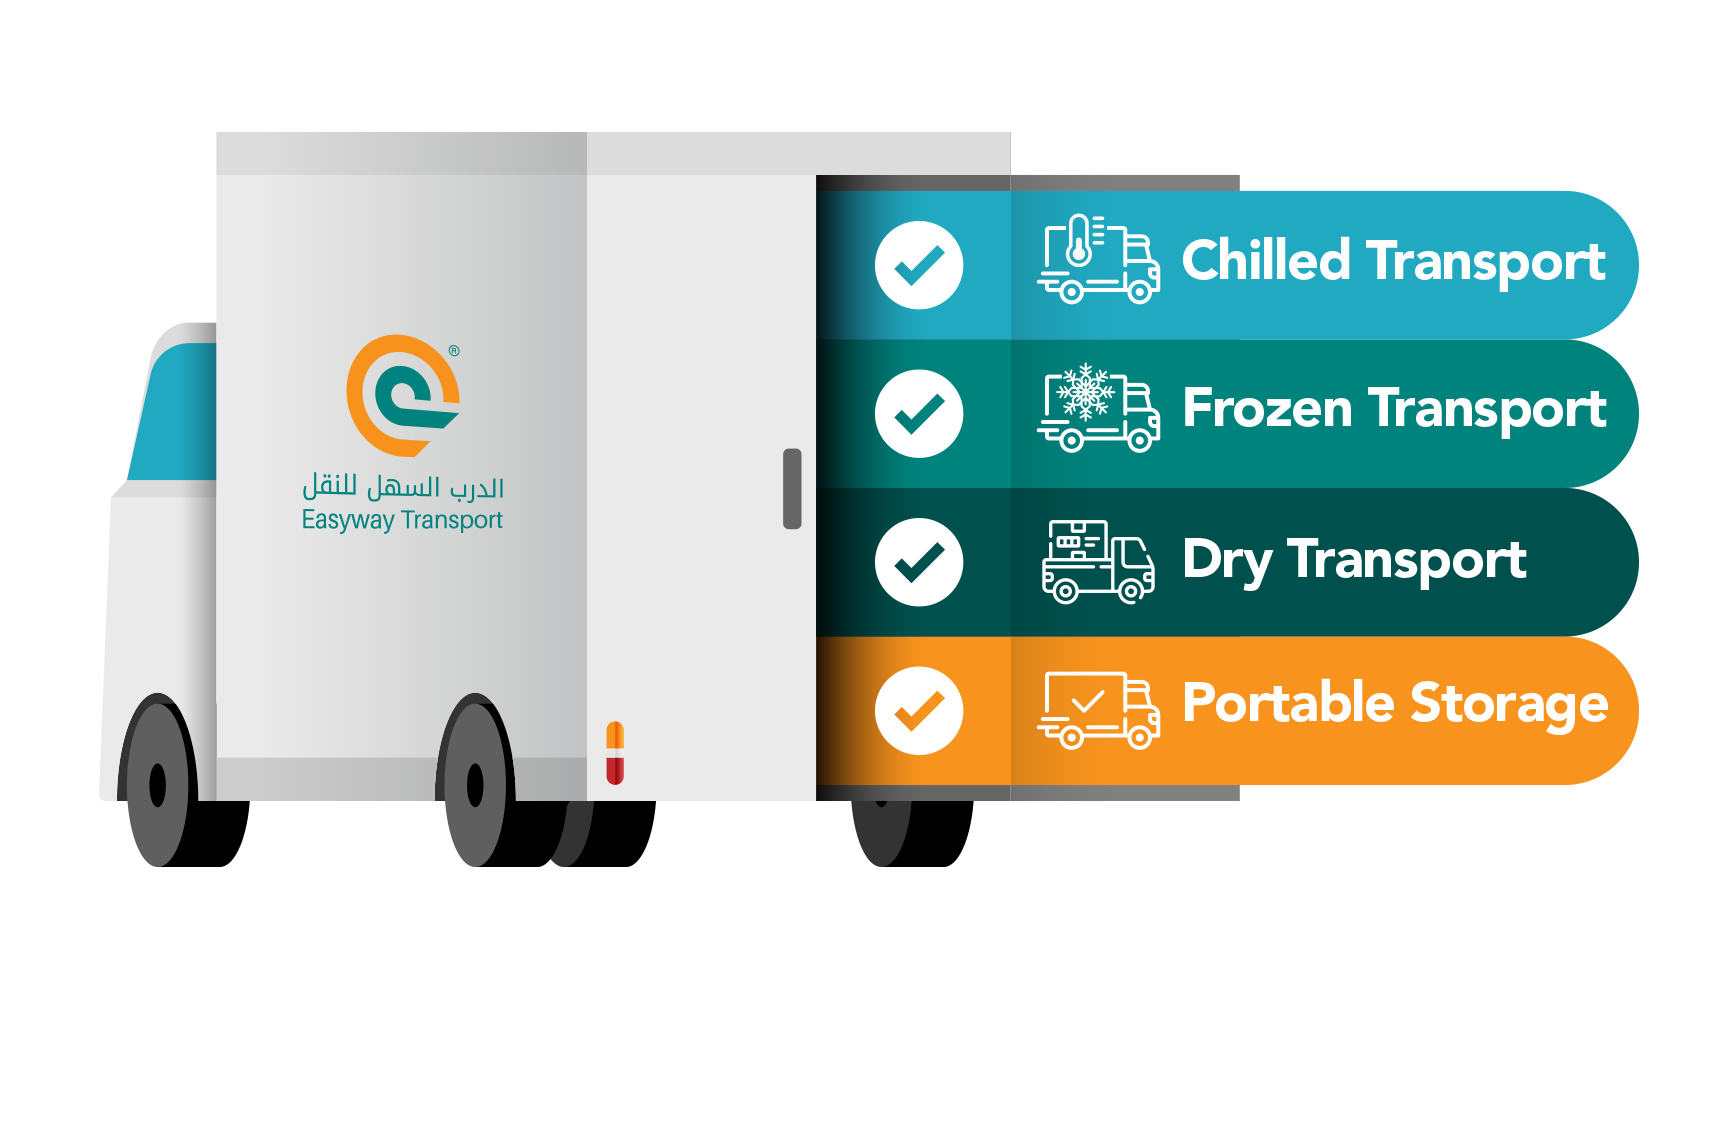 ®
الدرب السهل للنقل
Easyway Transport
Chilled Transport
Frozen Transport
Dry Transport
Portable Storage